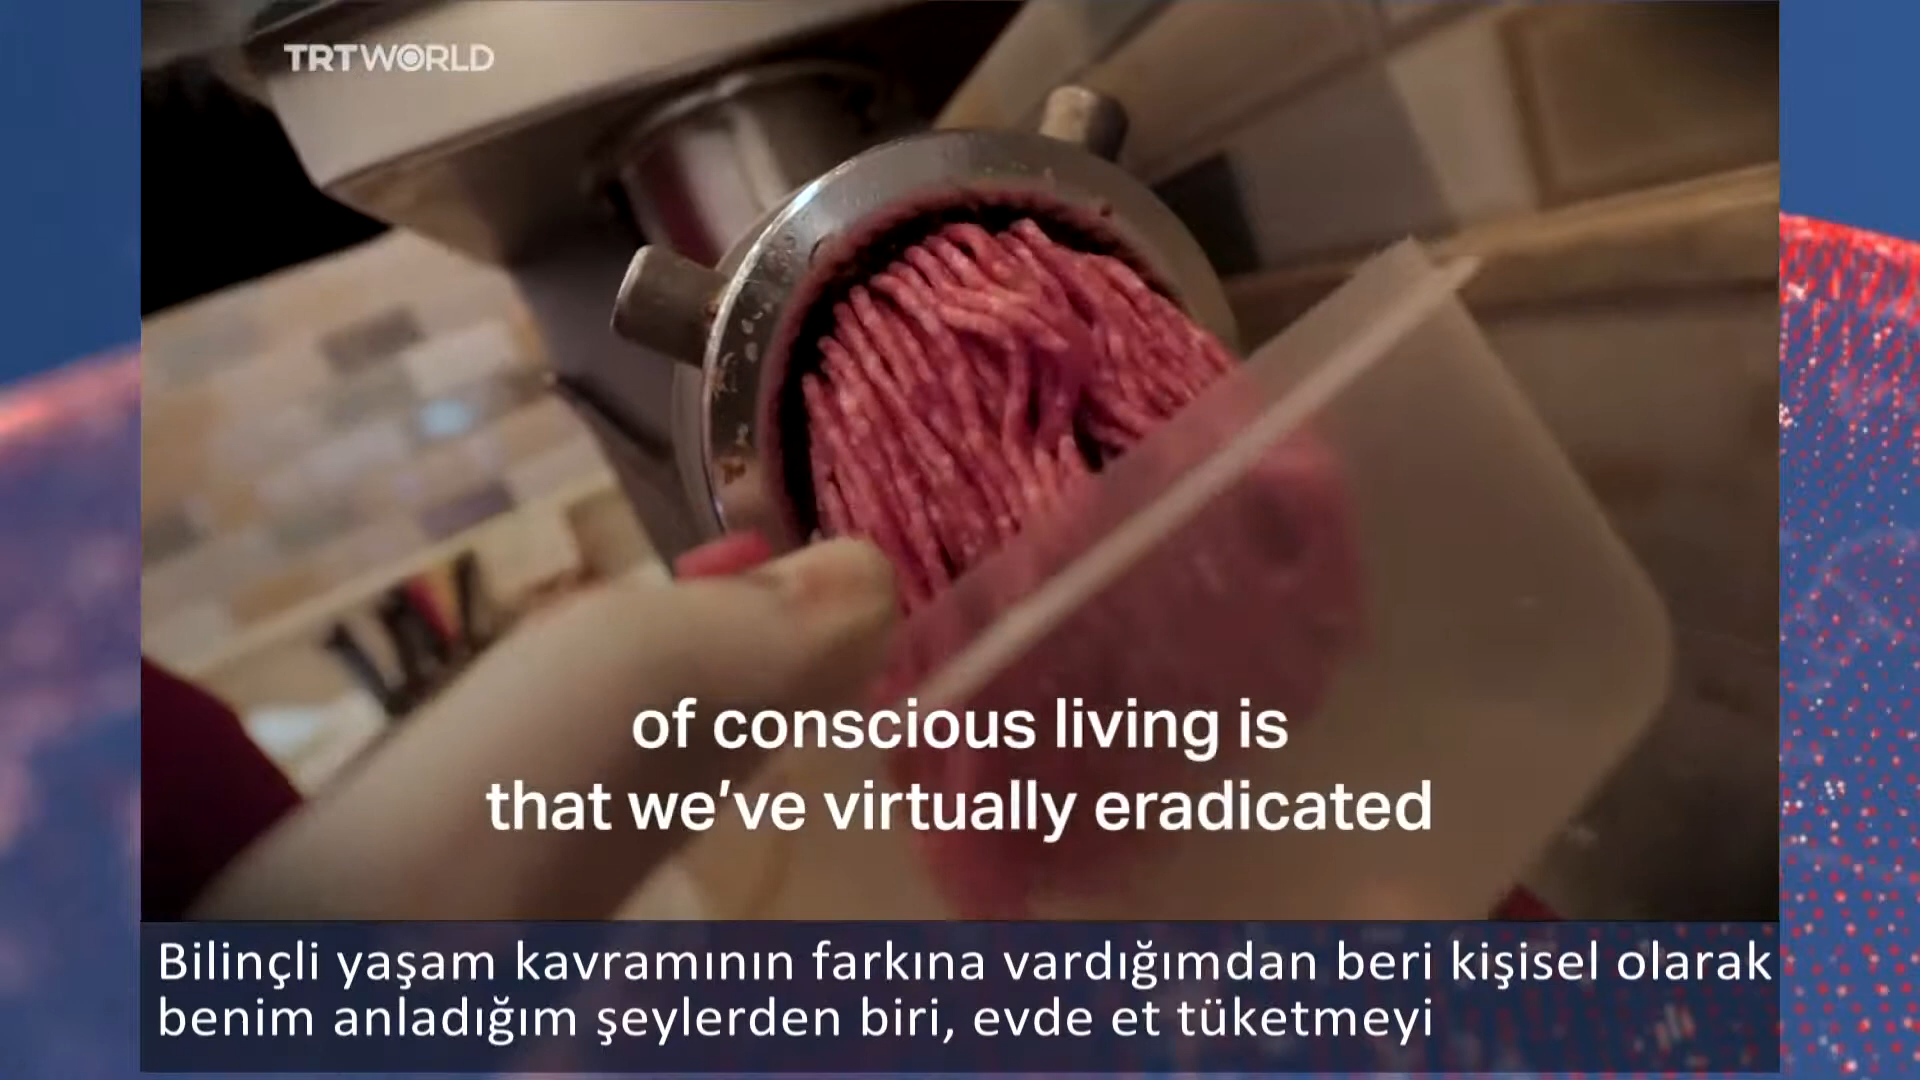 TRTWORLD
of conscious living is
that we've virtually eradicated
Bilinçli yaşam kavramının farkına vardığımdan beri kişisel olarak
benim anladığım şeylerden biri, evde et tüketmeyi